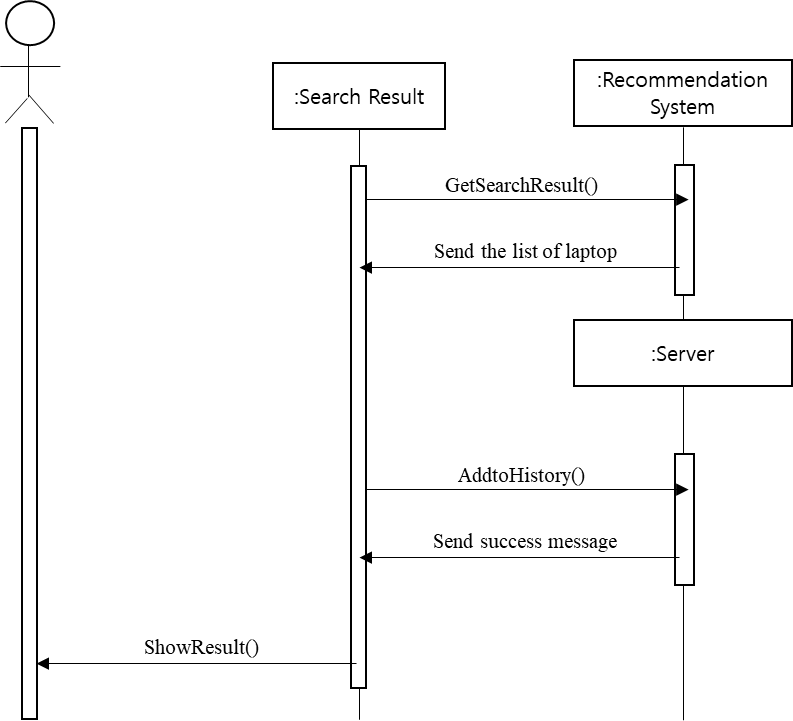 :Search Result
:Recommendation
System
GetSearchResult()
Send the list of laptop
:Server
AddtoHistory()
Send success message
ShowResult()